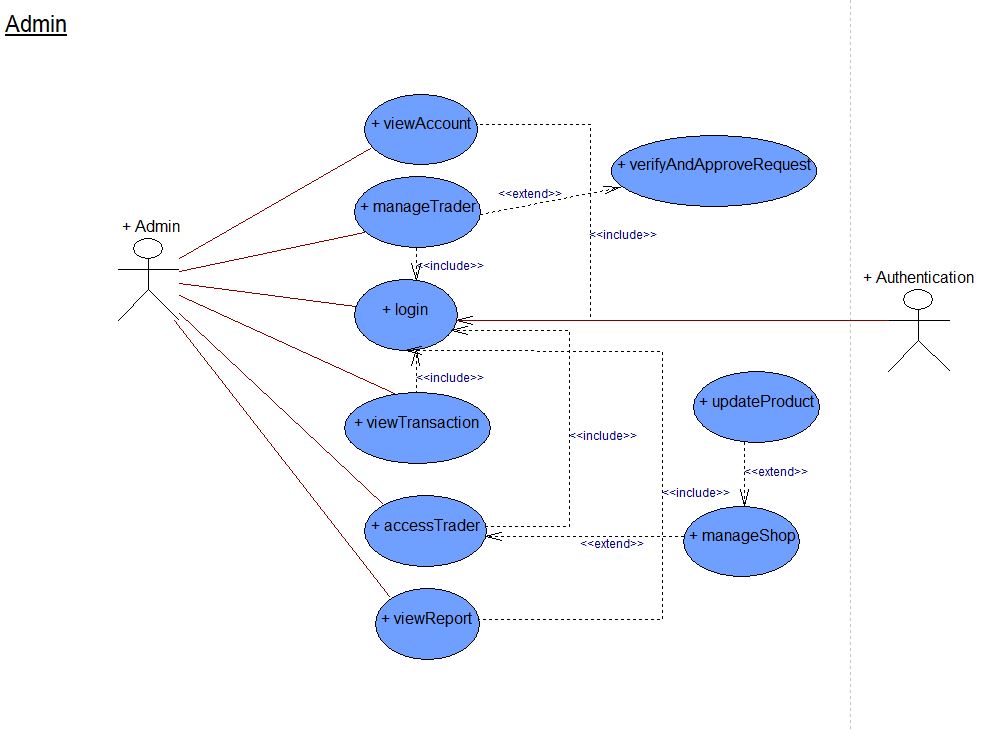 Admin
+ viewAccount
+ verifyAndApproveRequest
<<extend>>
+ manageTrader
+ Admin
<<include>>
<<include>>
+ Authentication
+ login
<<include>>
+ updateProduct
+ viewTransaction
<<include>>
<<extend>>
<<include>>
+ accessTrader
+ manageShop
<<extend>>
+ viewReport